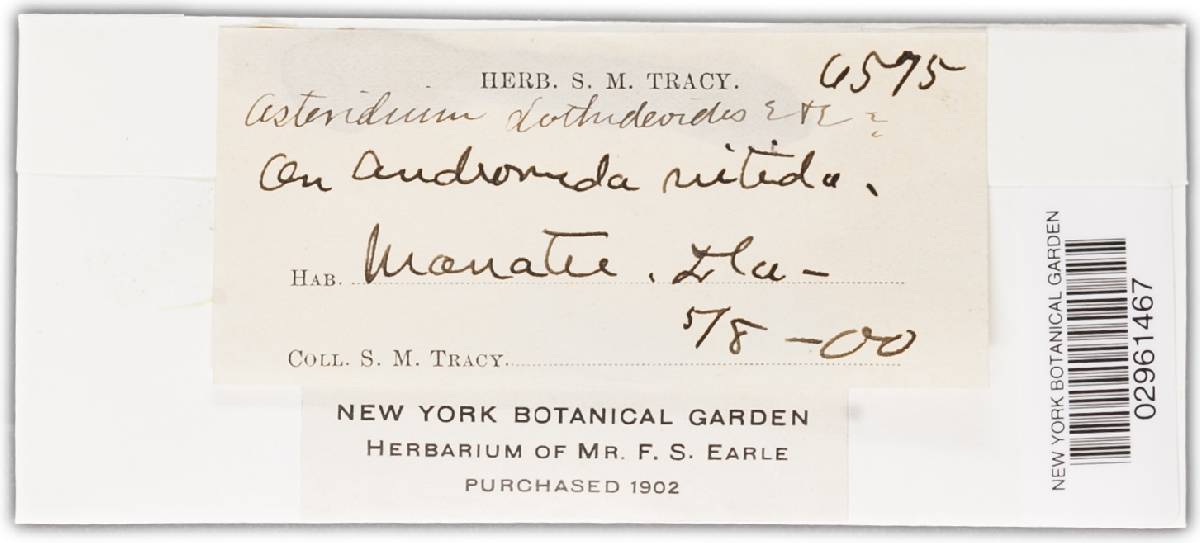 HERB. S. M. TRACY. 6575
Asteridium dothideoides E & E ?
On Andromeda nitida.
HAB. Manatee. Fla -
5/8 - 00
COLL. S. M. TRACY.
NEW YORK BOTANICAL GARDEN
HERBARIUM OF MR. F. S. EARLE
PURCHASED 1902
NEW YORK BOTANICAL GARDEN
02961467